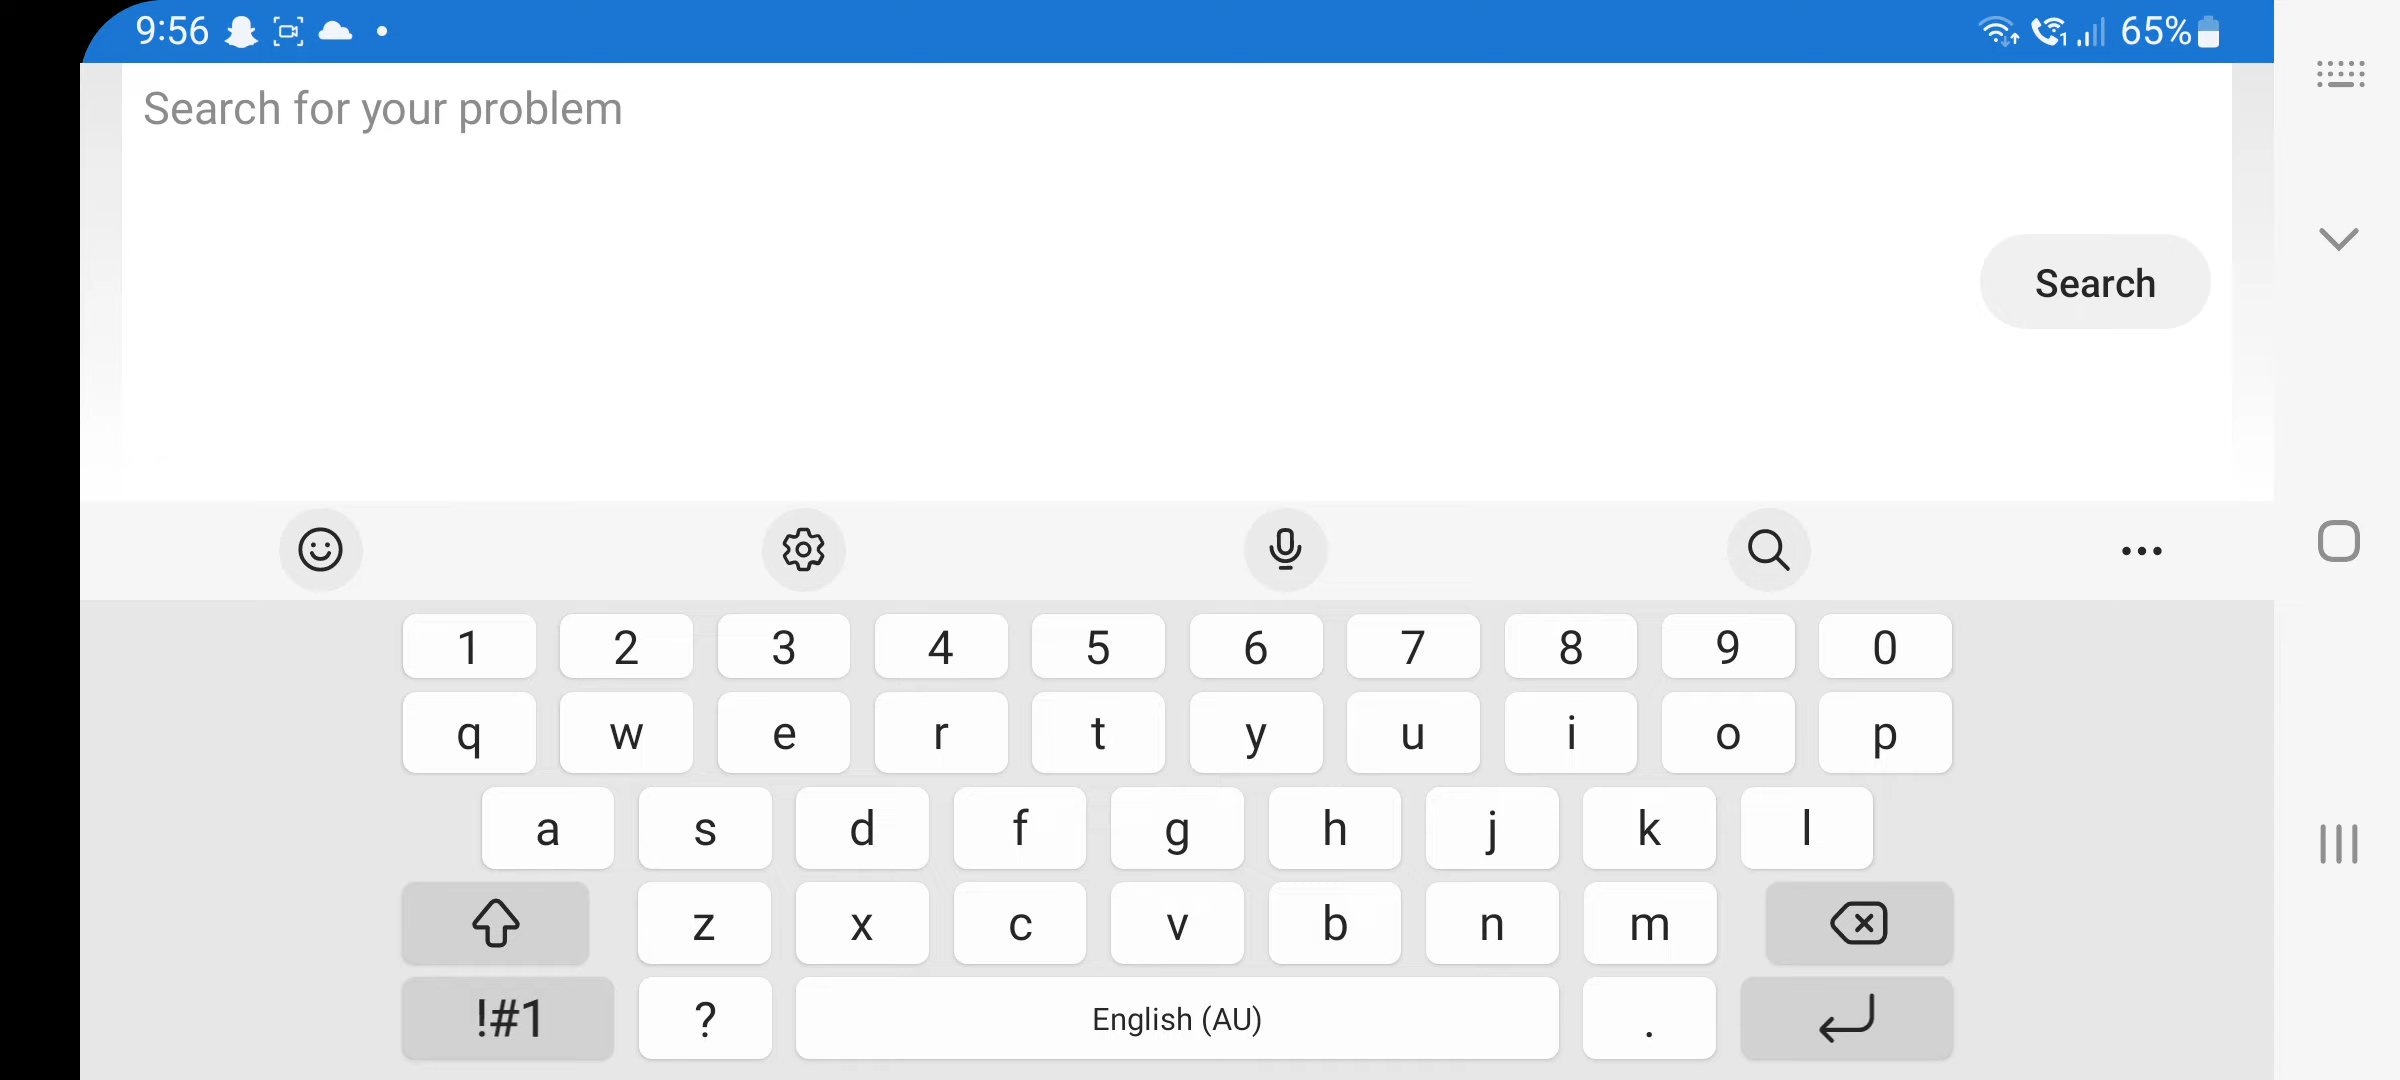 9:56 1 65%
Search for your problem
Search
1 2 3 4 5 6 7 8 9 0
q w e r t y u i o p
a s d f g h j k l
z x c v b n m
!#1 ? English (AU) .